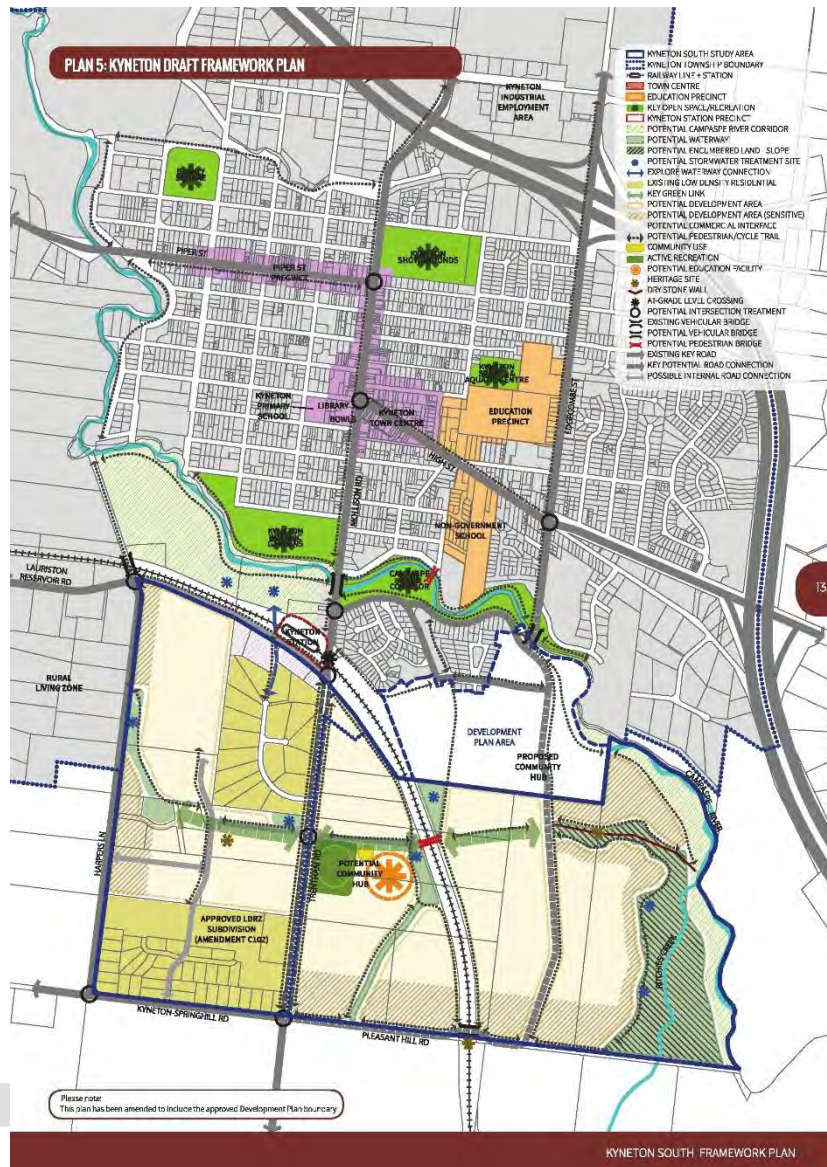 PLAN 5: KYNETON DRAFT FRAMEWORK PLAN
KYNETON SOUTH STUDY AREA
KYNETON TOWNSHIP BOUNDARY
RAILWAY LINE + STATION
TOWN CENTRE
EDUCATION PRECINCT
KEY OPEN SPACE/RECREATION
KYNETON STATION PRECINCT
POTENTIAL CAMPASPE RIVER CORRIDOR
POTENTIAL WATERWAY
POTENTIAL ENCUMBERED LAND - SLOPE
POTENTIAL STORMWATER TREATMENT SITE
EXPLORE WATERWAY CONNECTION
EXISTING LOW DENSITY RESIDENTIAL
KEY GREEN LINK
POTENTIAL DEVELOPMENT AREA
POTENTIAL DEVELOPMENT AREA (SENSITIVE)
POTENTIAL COMMERCIAL INTERFACE
POTENTIAL PEDESTRIAN/CYCLE TRAIL
COMMUNITY USE
ACTIVE RECREATION
POTENTIAL EDUCATION FACILITY
HERITAGE SITE
DRY STONE WALL
AT-GRADE LEVEL CROSSING
POTENTIAL INTERSECTION TREATMENT
EXISTING VEHICULAR BRIDGE
POTENTIAL VEHICULAR BRIDGE
POTENTIAL PEDESTRIAN BRIDGE
EXISTING KEY ROAD
KEY POTENTIAL ROAD CONNECTION
POSSIBLE INTERNAL ROAD CONNECTION
KYNETON
INDUSTRIAL
EMPLOYMENT
AREA
PIPER ST
PIPER ST
PRECINCT
KYNETON
SHOWGROUNDS
KYNETON
PRIMARY
SCHOOL
LIBRARY
BOWLS
KYNETON
TOWN CENTRE
AQUATIC CENTRE
EDUCATION
PRECINCT
EDGECOMBE ST
HIGH ST
MOLLISON RD
NON-GOVERNMENT
SCHOOL
KYNETON
LAURISTON
RESERVOIR RD
13
KYNETON
STATION
RURAL
LIVING ZONE
DEVELOPMENT
PLAN AREA
PROPOSED
COMMUNITY
HUB
CAMPASPE RIVER
HARPERS LN
TRENTHAM RD
POTENTIAL
COMMUNITY
HUB
APPROVED LDRZ
SUBDIVISION
(AMENDMENT C102)
KYNETON-SPRINGHILL RD
PLEASANT HILL RD
Please note:
This plan has been amended to include the approved Development Plan boundary
KYNETON SOUTH FRAMEWORK PLAN